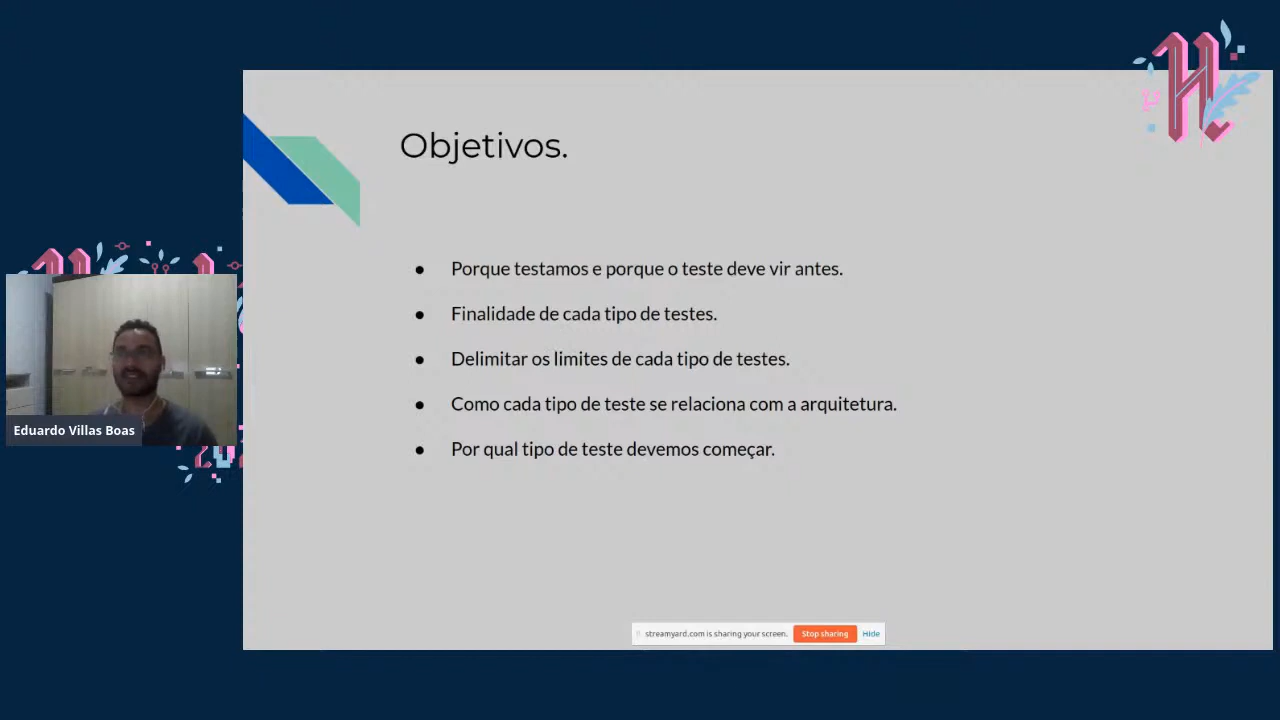 Objetivos.
● Porque testamos e porque o teste deve vir antes.
● Finalidade de cada tipo de testes.
● Delimitar os limites de cada tipo de testes.
● Como cada tipo de teste se relaciona com a arquitetura.
● Por qual tipo de teste devemos começar.
Eduardo Villas Boas
streamyard.com is sharing your screen. Stop sharing Hide